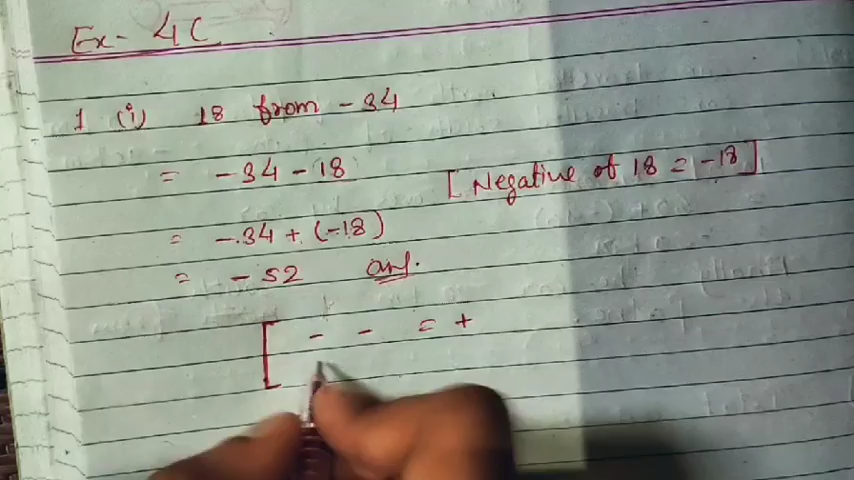 Ex- 4C
1 (i) 18 from -34
= -34-18
[Negative of 18 = -18]
= -34 + (-18)
= -52 ans.
[ - - = +